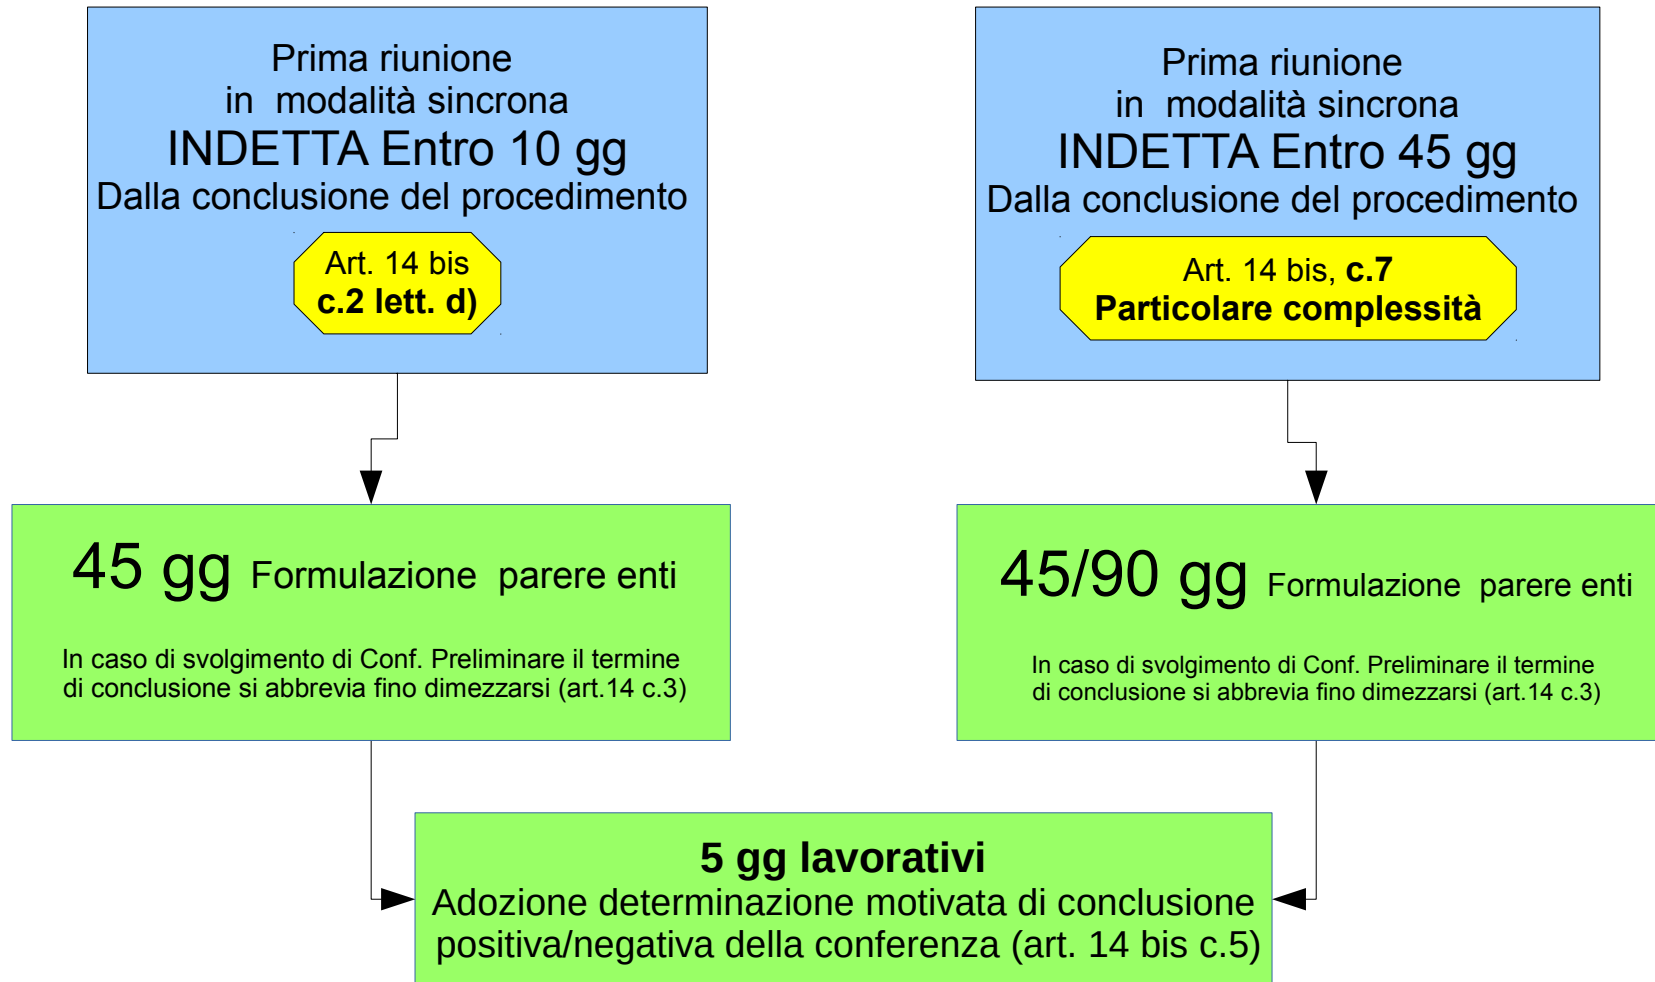 Prima riunione
in modalità sincrona
INDETTA Entro 10 gg
Dalla conclusione del procedimento
Art. 14 bis
c.2 lett. d)
Prima riunione
in modalità sincrona
INDETTA Entro 45 gg
Dalla conclusione del procedimento
Art. 14 bis, c.7
Particolare complessità
45 gg Formulazione parere enti
In caso di svolgimento di Conf. Preliminare il termine
di conclusione si abbrevia fino dimezzarsi (art.14 c.3)
45/90 gg Formulazione parere enti
In caso di svolgimento di Conf. Preliminare il termine
di conclusione si abbrevia fino dimezzarsi (art.14 c.3)
5 gg lavorativi
Adozione determinazione motivata di conclusione
positiva/negativa della conferenza (art. 14 bis c.5)